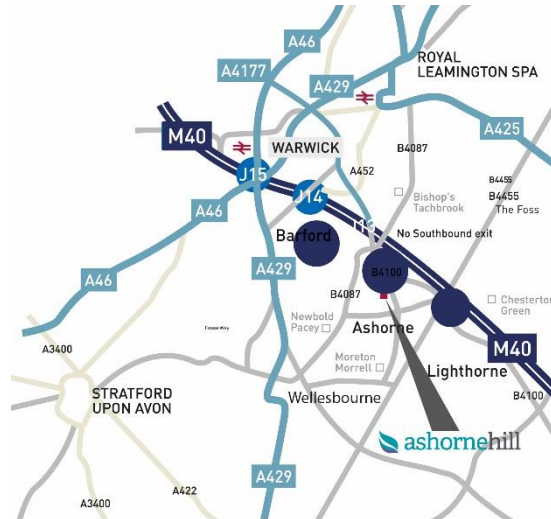 A46
A4177
A429
ROYAL
LEAMINGTON SPA
M40
A425
WARWICK
B4087
J15
A452
B4455
J14
Bishop's
Tachbrook
B4455
The Foss
A46
J13
No Southbound exit
Barford
A46
A429
B4100
B4087
Chesterton
Green
Newbold
Pacey
Ashorne
A3400
Moreton
Morrell
Lighthorne
M40
STRATFORD
UPON AVON
Wellesbourne
B4100
ashornehill
A429
A422
A3400